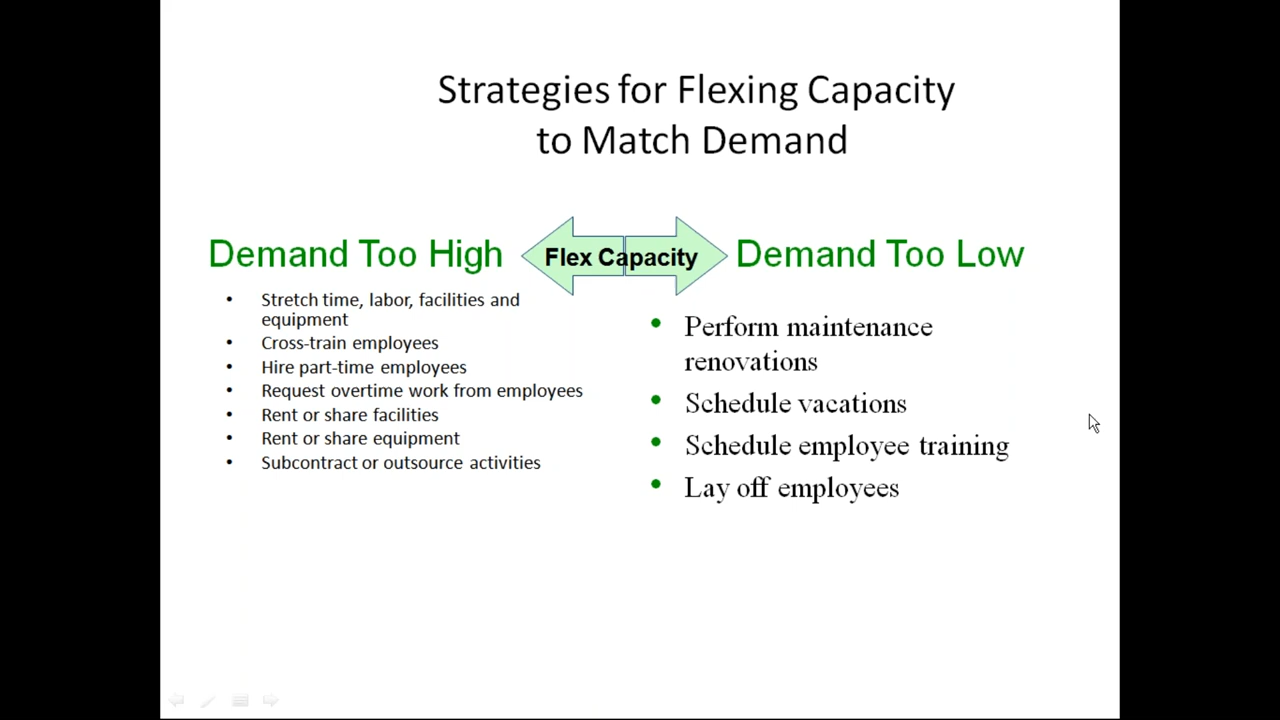 Strategies for Flexing Capacity
to Match Demand
Demand Too High
Flex Capacity
Demand Too Low
• Stretch time, labor, facilities and
equipment
• Cross-train employees
• Hire part-time employees
• Request overtime work from employees
• Rent or share facilities
• Rent or share equipment
• Subcontract or outsource activities
• Perform maintenance
renovations
• Schedule vacations
• Schedule employee training
• Lay off employees